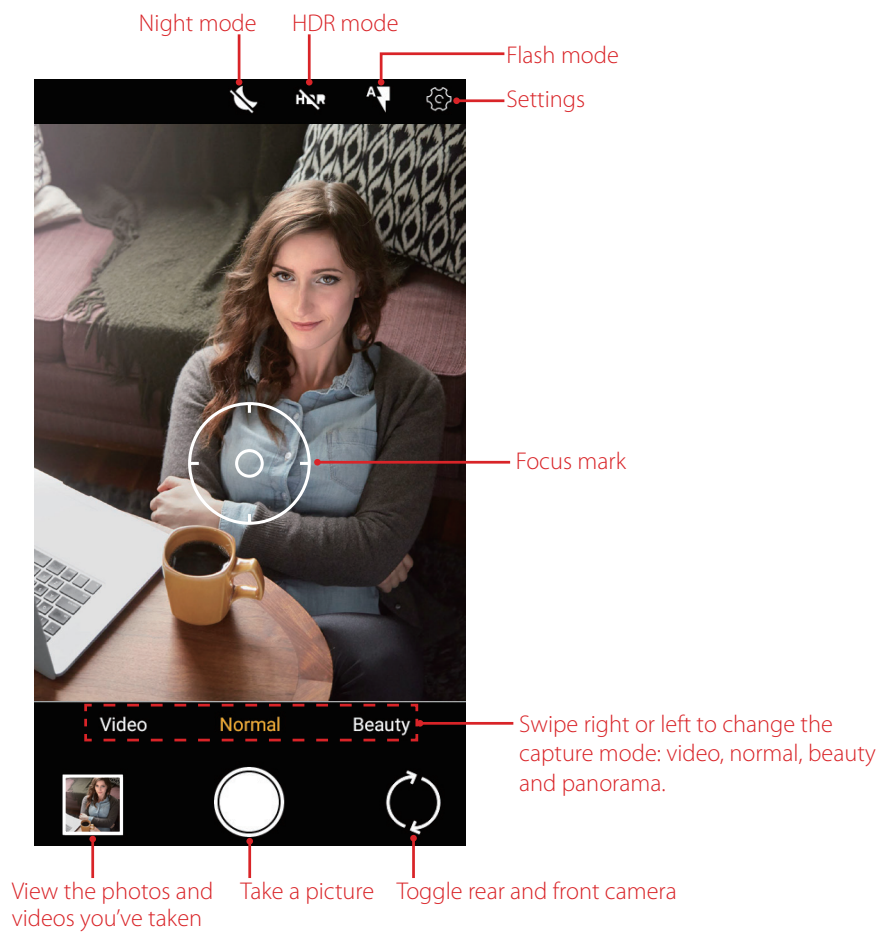 Night mode
HDR mode
Flash mode
Settings
HDR
A
Focus mark
Video
Normal
Beauty
Swipe right or left to change the
capture mode: video, normal, beauty
and panorama.
View the photos and
videos you’ve taken
Take a picture
Toggle rear and front camera